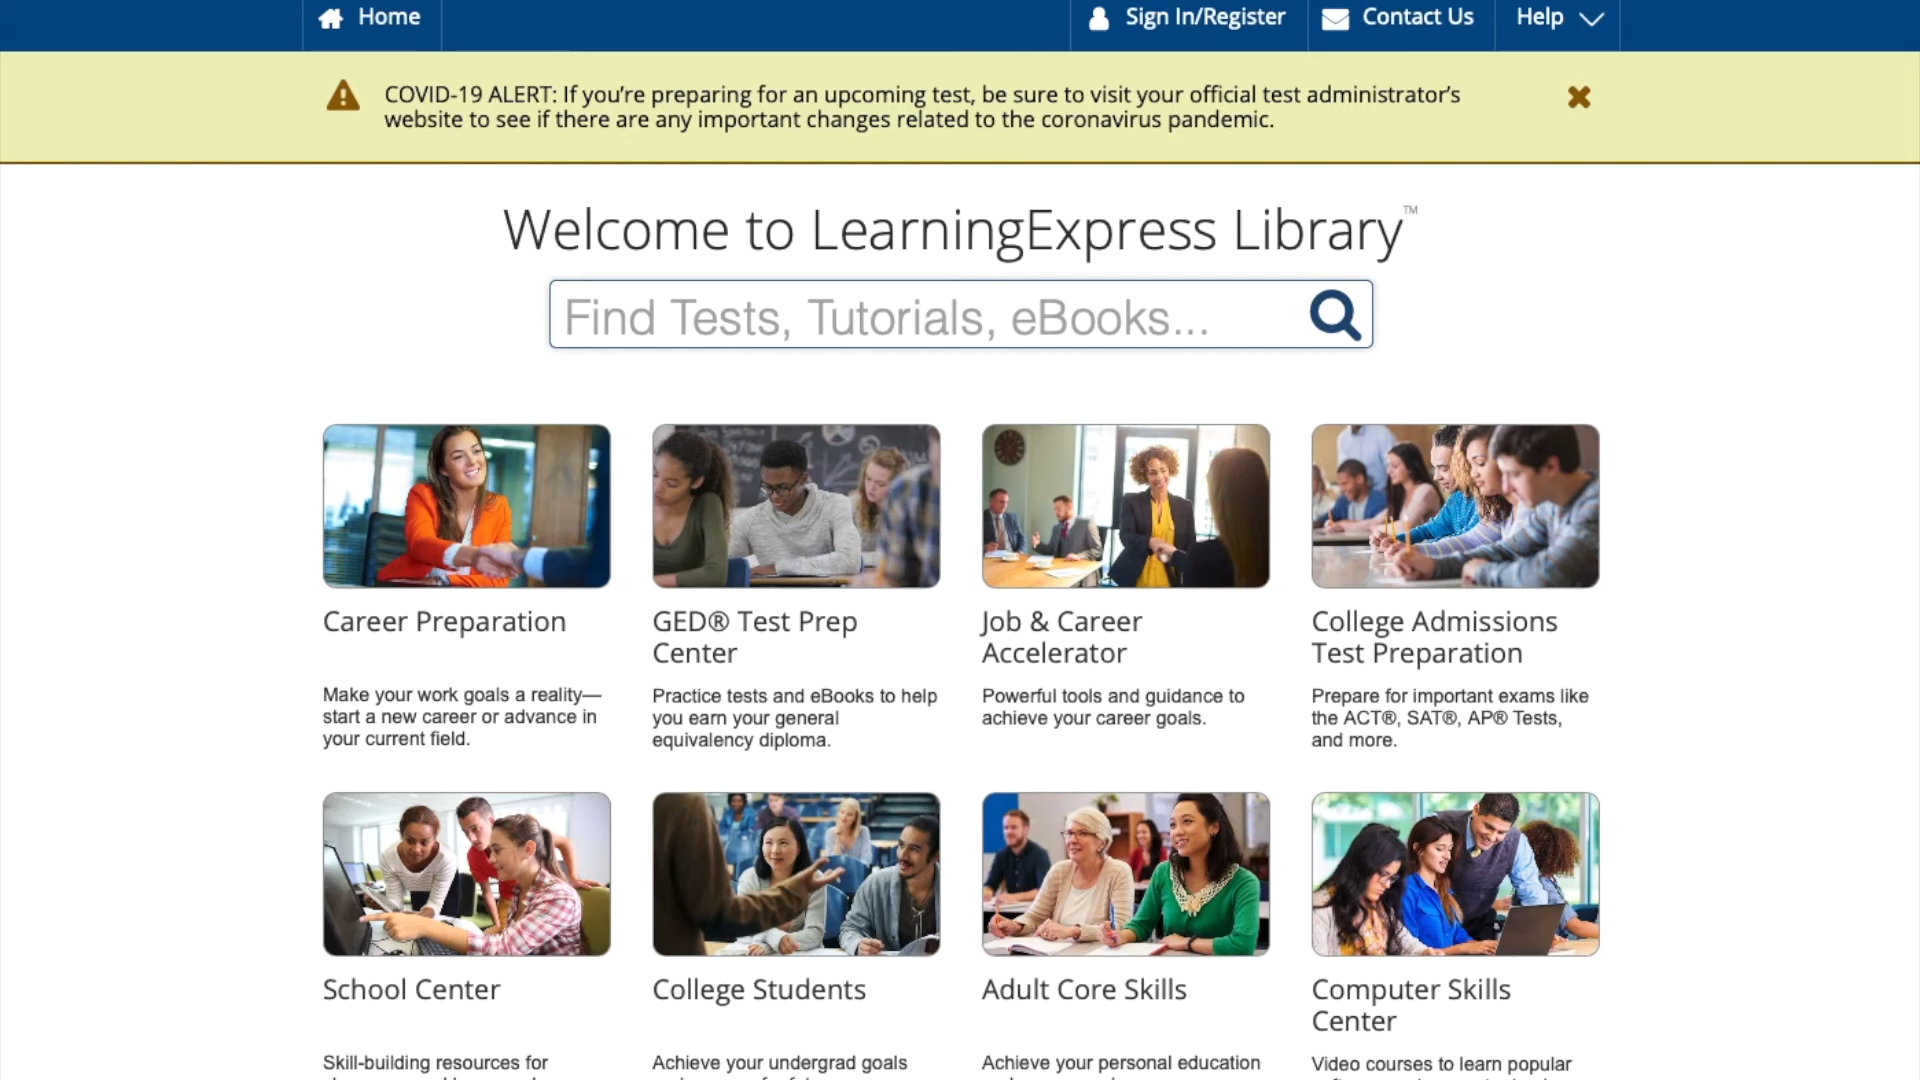 Home
Sign In/Register
Contact Us
Help
COVID-19 ALERT: If you’re preparing for an upcoming test, be sure to visit your official test administrator’s
website to see if there are any important changes related to the coronavirus pandemic.
Welcome to LearningExpress Library™
Find Tests, Tutorials, eBooks...
Career Preparation
Make your work goals a reality—
start a new career or advance in
your current field.
GED® Test Prep
Center
Practice tests and eBooks to help
you earn your general
equivalency diploma.
Job & Career
Accelerator
Powerful tools and guidance to
achieve your career goals.
College Admissions
Test Preparation
Prepare for important exams like
the ACT®, SAT®, AP® Tests,
and more.
School Center
Skill-building resources for
College Students
Achieve your undergrad goals
Adult Core Skills
Achieve your personal education
Computer Skills
Center
Video courses to learn popular